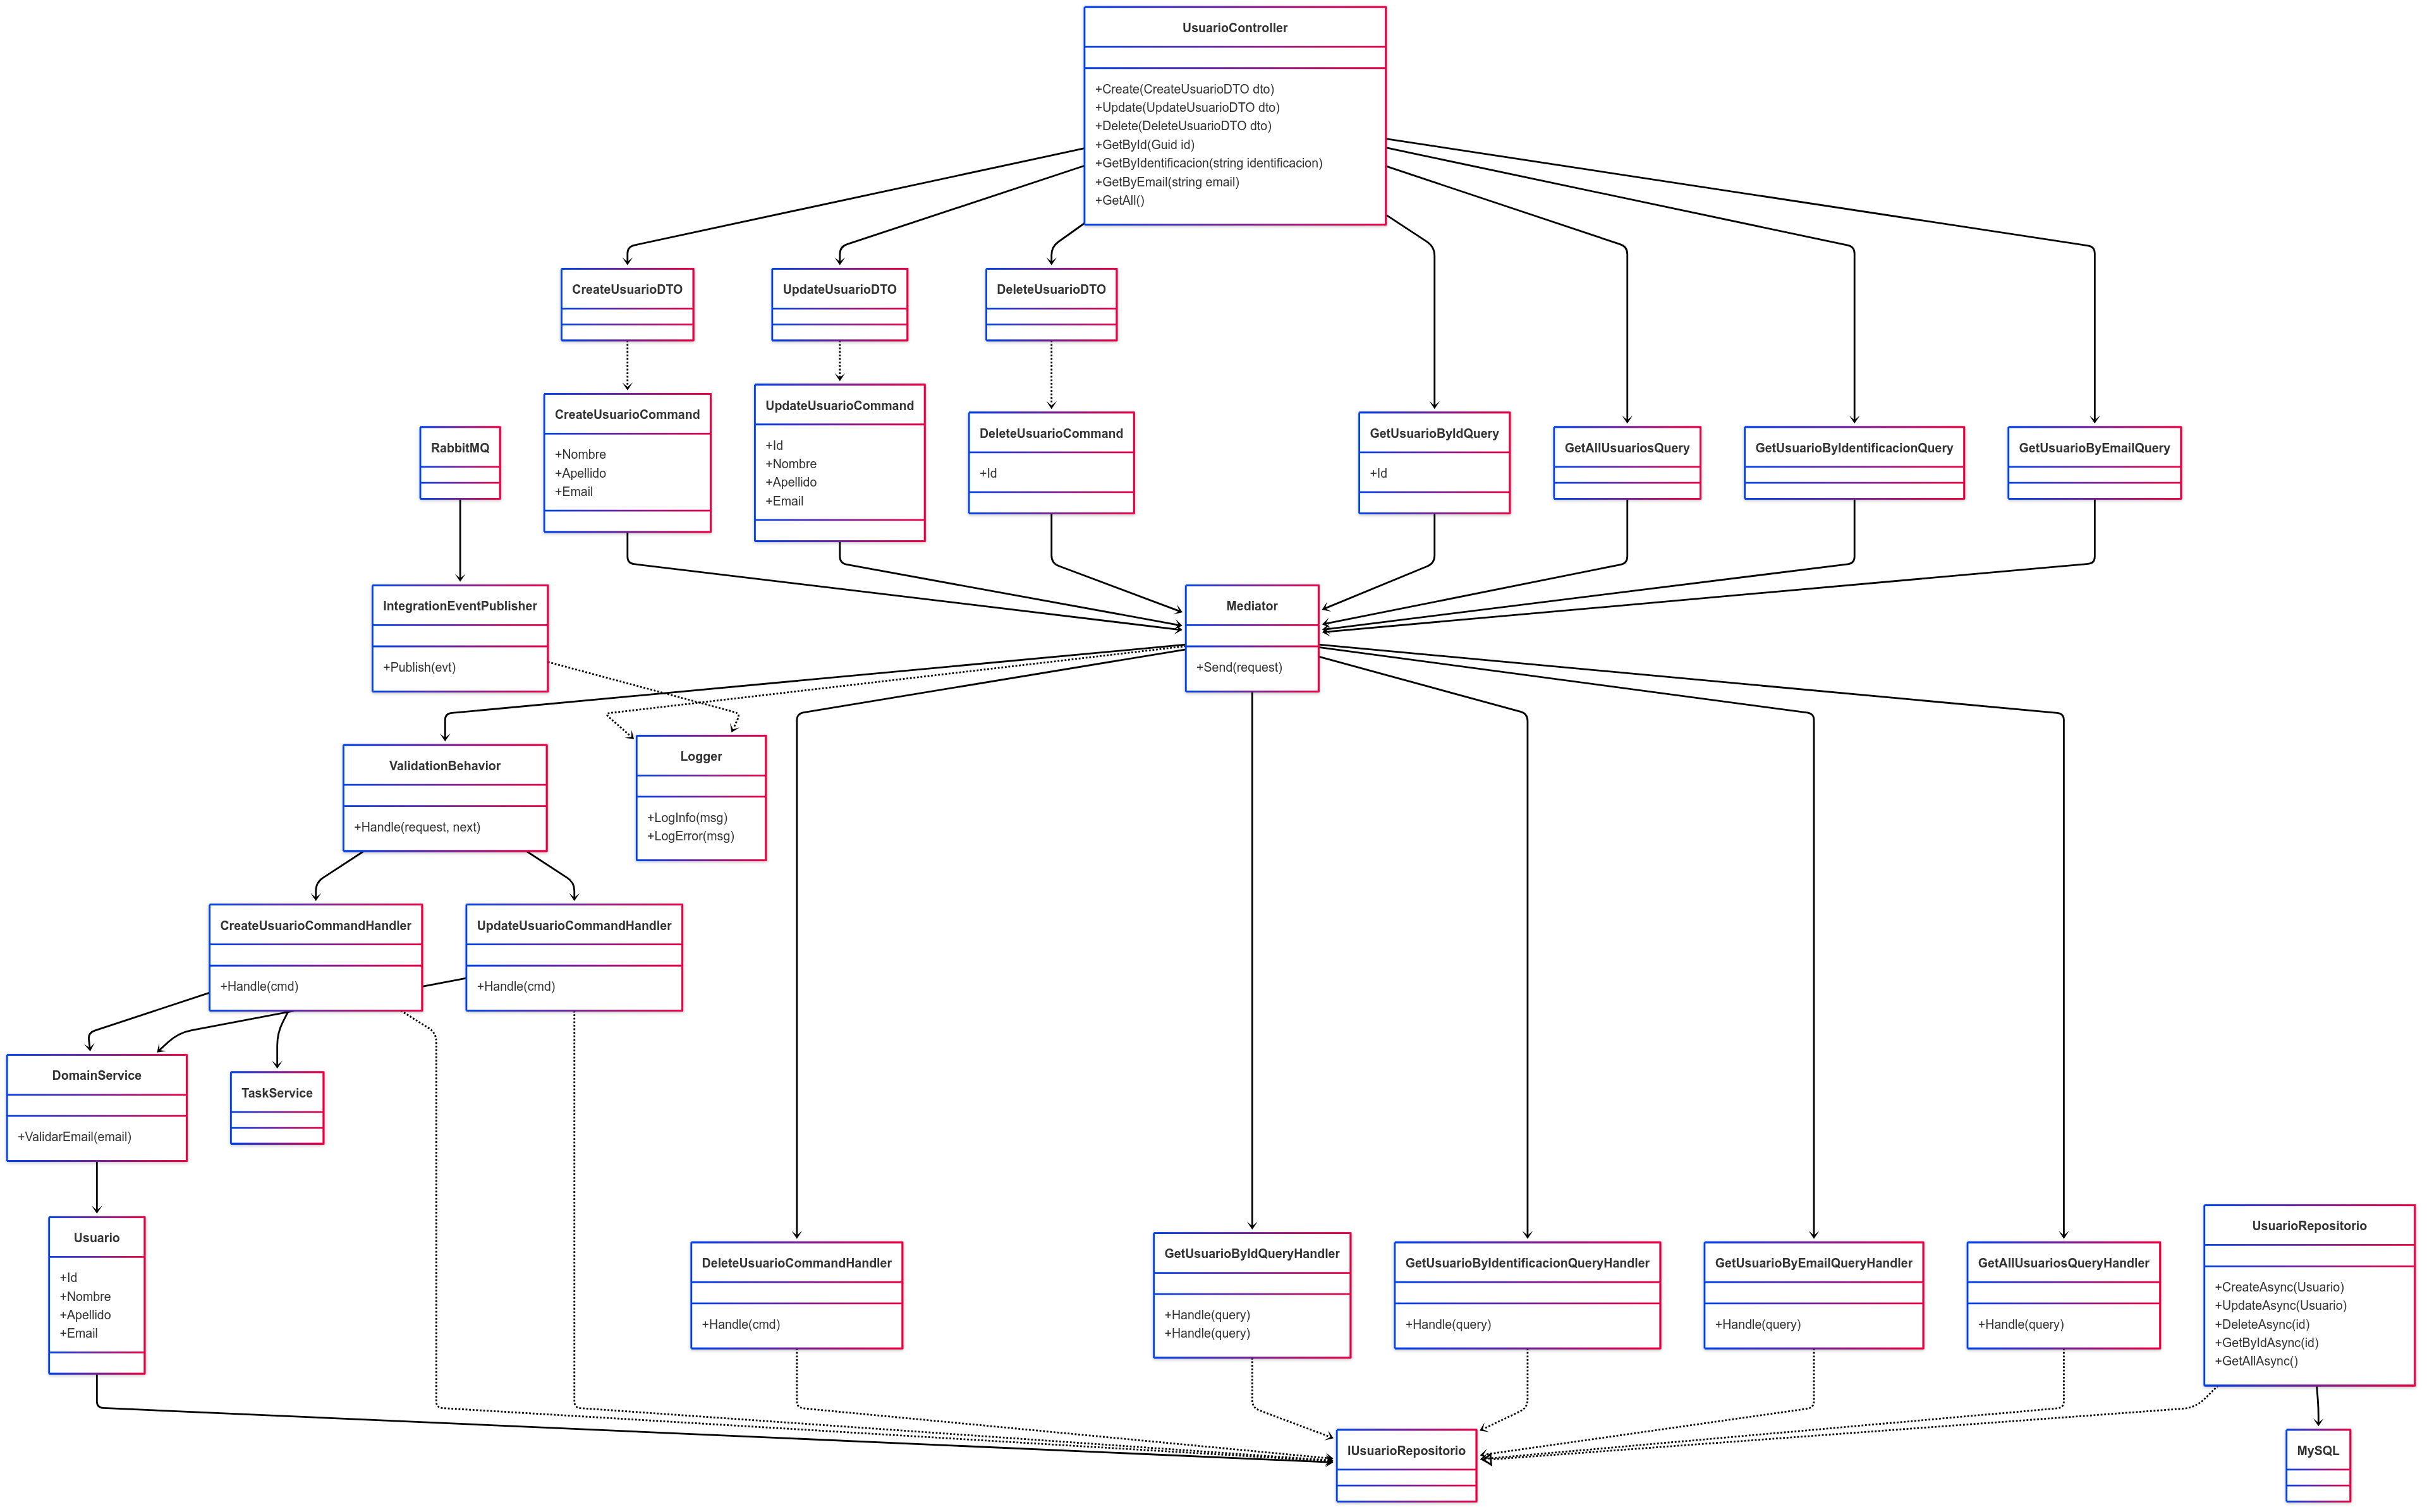 UsuarioController
+Create(CreateUsuarioDTO dto)
+Update(UpdateUsuarioDTO dto)
+Delete(DeleteUsuarioDTO dto)
+GetById(Guid id)
+GetByIdentificacion(string identificacion)
+GetByEmail(string email)
+GetAll()
CreateUsuarioDTO
UpdateUsuarioDTO
DeleteUsuarioDTO
CreateUsuarioCommand
+Nombre
+Apellido
+Email
UpdateUsuarioCommand
+Id
+Nombre
+Apellido
+Email
DeleteUsuarioCommand
+Id
GetUsuarioByIdQuery
+Id
GetAllUsuariosQuery
GetUsuarioByIdentificacionQuery
GetUsuarioByEmailQuery
RabbitMQ
IntegrationEventPublisher
+Publish(evt)
Mediator
+Send(request)
ValidationBehavior
+Handle(request, next)
Logger
+LogInfo(msg)
+LogError(msg)
CreateUsuarioCommandHandler
+Handle(cmd)
UpdateUsuarioCommandHandler
+Handle(cmd)
DomainService
+ValidarEmail(email)
TaskService
Usuario
+Id
+Nombre
+Apellido
+Email
DeleteUsuarioCommandHandler
+Handle(cmd)
GetUsuarioByIdQueryHandler
+Handle(query)
+Handle(query)
GetUsuarioByIdentificacionQueryHandler
+Handle(query)
GetUsuarioByEmailQueryHandler
+Handle(query)
GetAllUsuariosQueryHandler
+Handle(query)
UsuarioRepositorio
+CreateAsync(Usuario)
+UpdateAsync(Usuario)
+DeleteAsync(id)
+GetByIdAsync(id)
+GetAllAsync()
IUsuarioRepositorio
MySQL